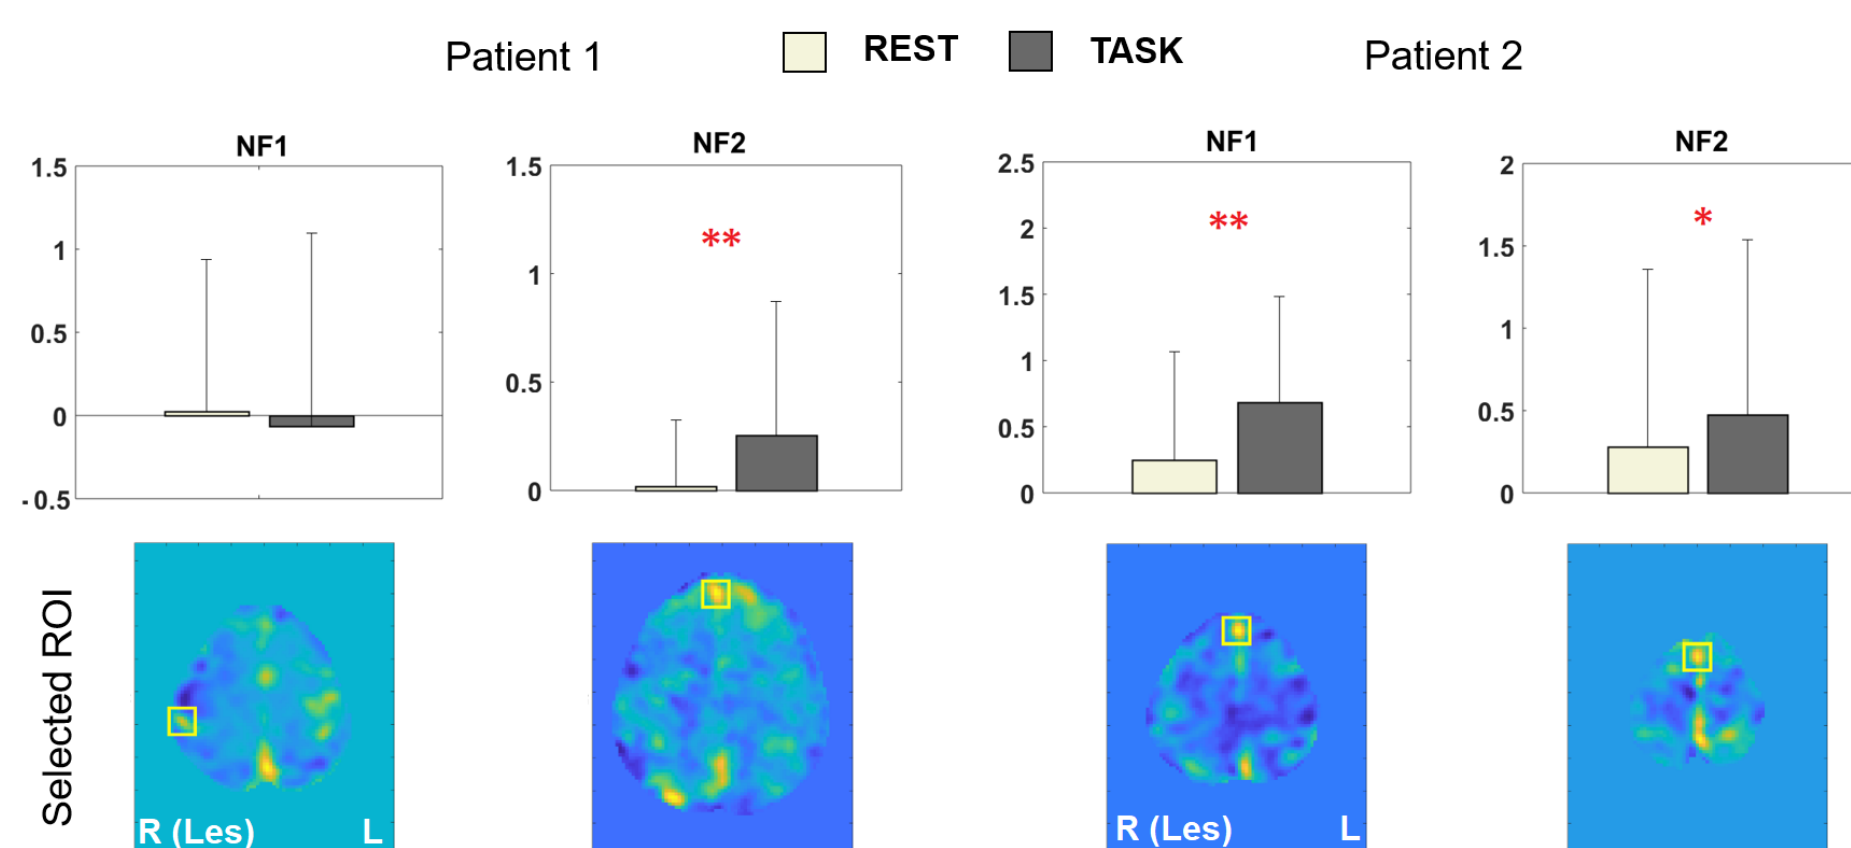 Patient 1 REST TASK Patient 2
NF1 NF2 NF1 NF2
1.5 1.5 2.5 2
1 1 2 1.5
0.5 0.5 1.5 1
0 0 1 0.5
-0.5 0.5 0
0
** ** *
Selected ROI
R (Les) L R (Les) L